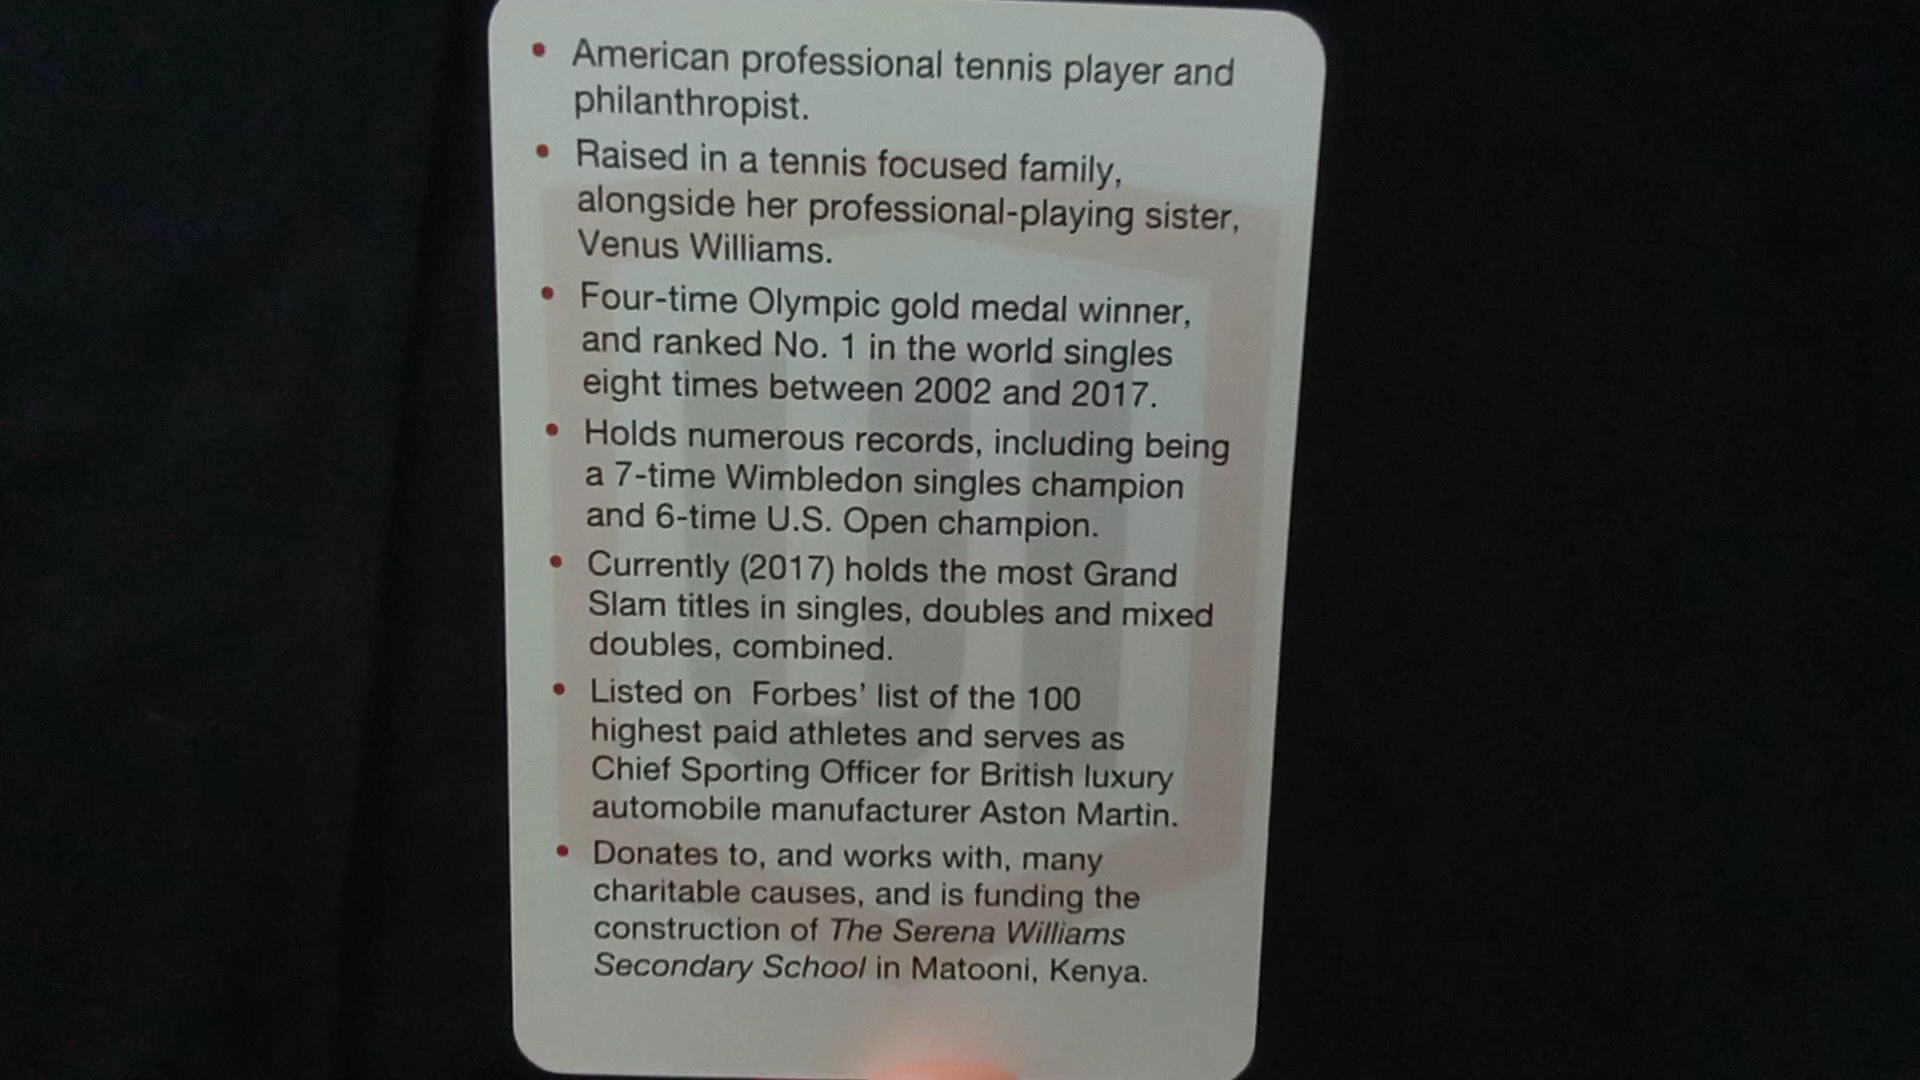 • American professional tennis player and
philanthropist.
• Raised in a tennis focused family,
alongside her professional-playing sister,
Venus Williams.
• Four-time Olympic gold medal winner,
and ranked No. 1 in the world singles
eight times between 2002 and 2017.
• Holds numerous records, including being
a 7-time Wimbledon singles champion
and 6-time U.S. Open champion.
• Currently (2017) holds the most Grand
Slam titles in singles, doubles and mixed
doubles, combined.
• Listed on Forbes’ list of the 100
highest paid athletes and serves as
Chief Sporting Officer for British luxury
automobile manufacturer Aston Martin.
• Donates to, and works with, many
charitable causes, and is funding the
construction of The Serena Williams
Secondary School in Matooni, Kenya.